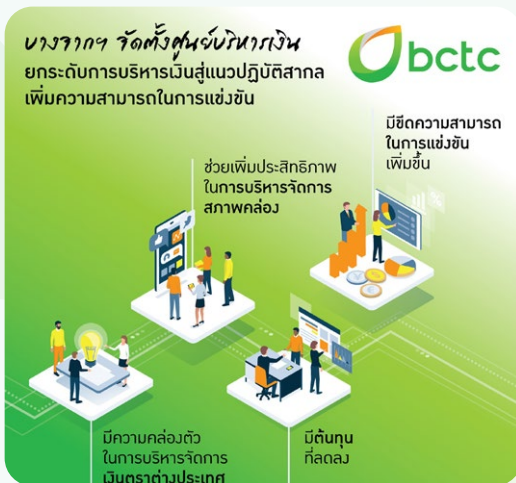 บางจากฯ จัดตั้งศูนย์บริหารเงิน
ยกระดับการบริหารเงินสู่แนวปฏิบัติสากล
เพิ่มความสามารถในการแข่งขัน
bctc
มีขีดความสามารถ
ในการแข่งขัน
เพิ่มขึ้น
ช่วยเพิ่มประสิทธิภาพ
ในการบริหารจัดการ
สภาพคล่อง
มีความคล่องตัว
ในการบริหารจัดการ
เงินตราต่างประเทศ
มีต้นทุน
ที่ลดลง